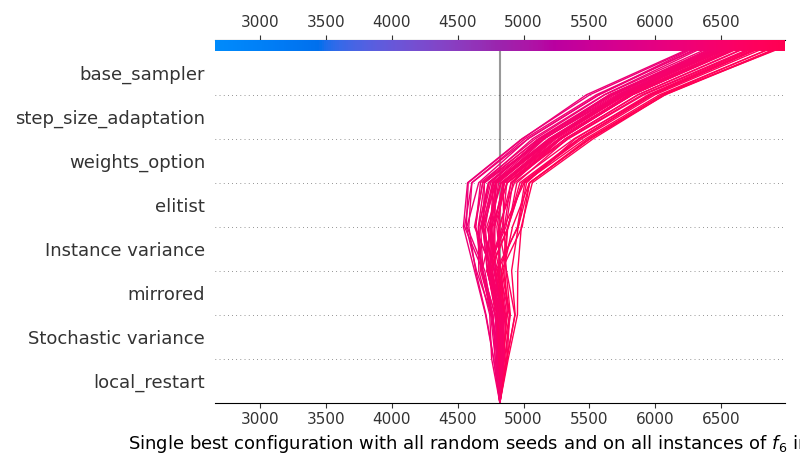 3000 3500 4000 4500 5000 5500 6000 6500
base_sampler
step_size_adaptation
weights_option
elitist
Instance variance
mirrored
Stochastic variance
local_restart
3000 3500 4000 4500 5000 5500 6000 6500
Single best configuration with all random seeds and on all instances of f₆ i